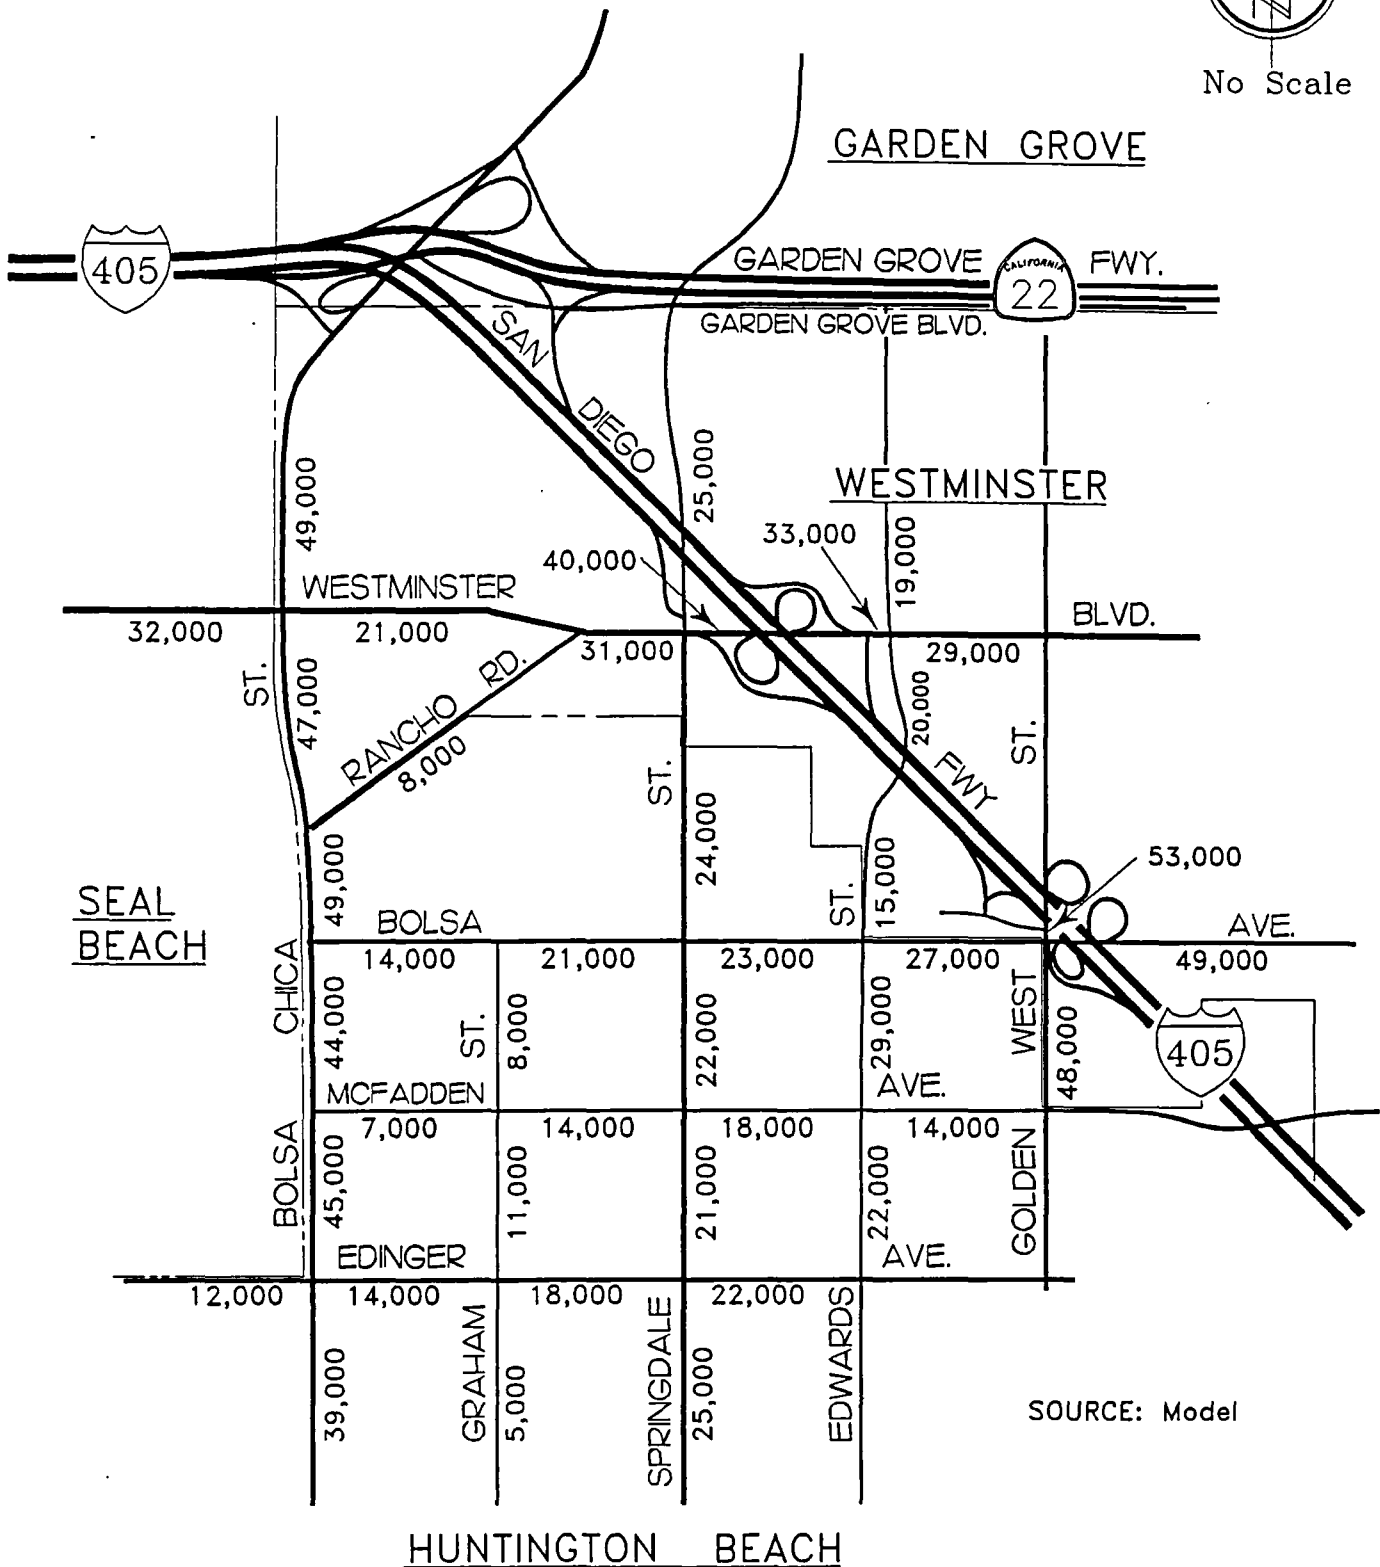 No Scale
GARDEN GROVE
405
GARDEN GROVE
CALIFORNIA
22
FWY.
GARDEN GROVE BLVD.
SAN
DIEGO
25,000
49,000
WESTMINSTER
33,000
19,000
40,000
WESTMINSTER
BLVD.
32,000
21,000
31,000
29,000
ST.
47,000
RANCHO RD.
8,000
20,000
ST.
FWY
ST.
24,000
49,000
ST.
15,000
53,000
SEAL
BEACH
BOLSA
AVE.
14,000
21,000
23,000
27,000
49,000
CHICA
44,000
ST.
8,000
22,000
29,000
WEST
48,000
405
MCFADDEN
AVE.
7,000
14,000
18,000
14,000
BOLSA
45,000
11,000
21,000
22,000
GOLDEN
EDINGER
AVE.
12,000
14,000
18,000
22,000
39,000
GRAHAM
5,000
SPRINGDALE
25,000
EDWARDS
SOURCE: Model
HUNTINGTON BEACH